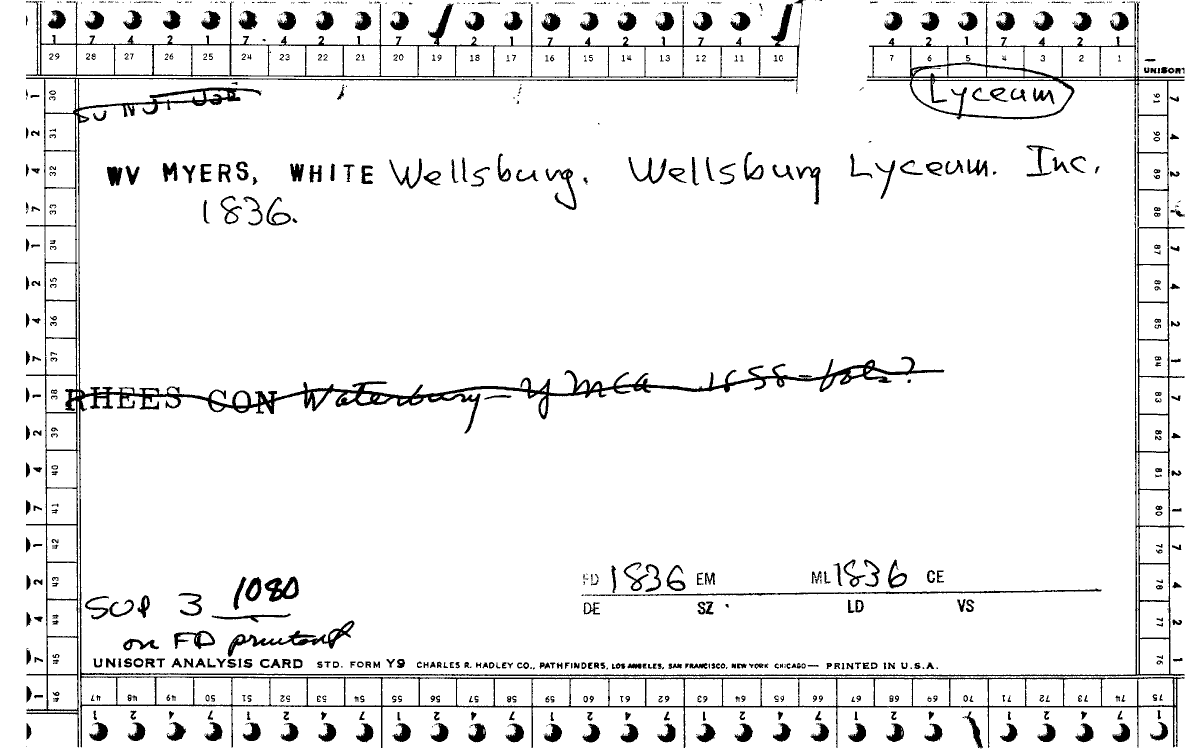 1 7 4 2 1 7 4 2 1 7 4 2 1 7 4 2 1 7 4 2 4 2 1 7 4 2 1
29 28 27 26 25 24 23 22 21 20 19 18 17 16 15 14 13 12 11 10 7 6 5 4 3 2 1
UNISORT
Lyceum
WV MYERS, WHITE Wellsburg. Wellsburg Lyceum. Inc.
1836.
RHEES CON Waterbury - YMCA 1858 - vols?
FD 1836 EM ML 1836 CE
DE SZ LD VS
SUP 3 1080
on FD printout
UNISORT ANALYSIS CARD STD. FORM Y9 CHARLES R. HADLEY CO., PATHFINDERS, LOS ANGELES, SAN FRANCISCO, NEW YORK CHICAGO — PRINTED IN U.S.A.
30 31 32 33 34 35 36 37 38 39 40 41 42 43 44 45 46
91 90 89 88 87 86 85 84 83 82 81 80 79 78 77 76
47 48 49 50 51 52 53 54 55 56 57 58 59 60 61 62 63 64 65 66 67 68 69 70 71 72 73 74 75